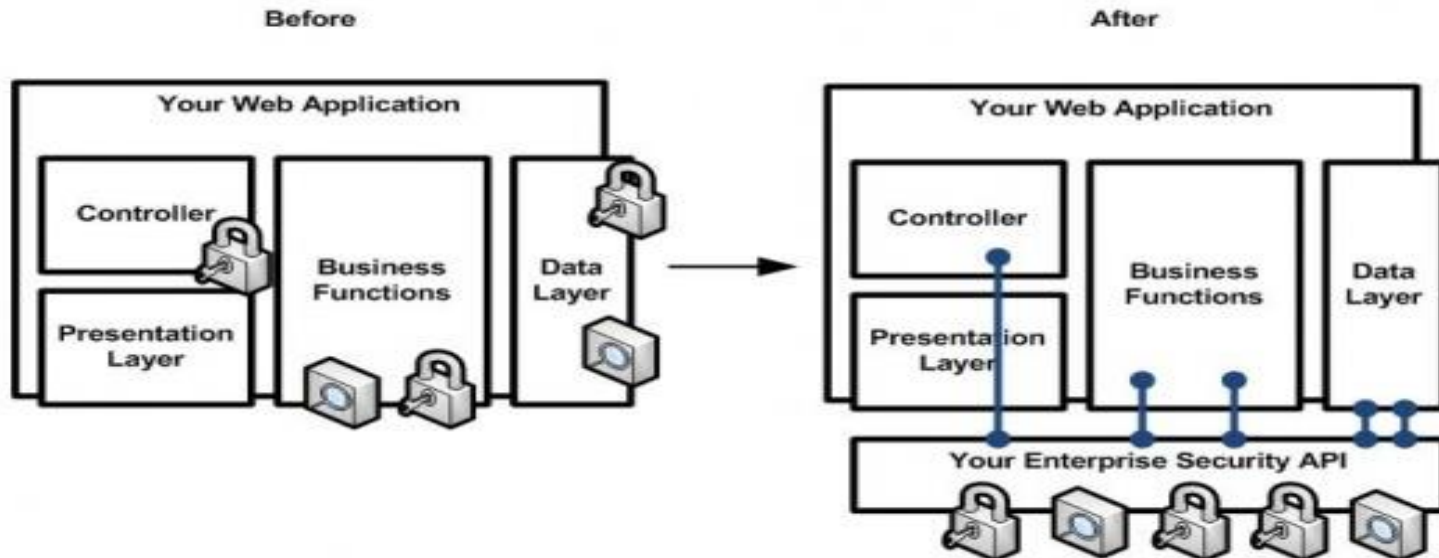 Before
After
Your Web Application
Controller
Presentation
Layer
Business
Functions
Data
Layer
Your Web Application
Controller
Presentation
Layer
Business
Functions
Data
Layer
Your Enterprise Security API